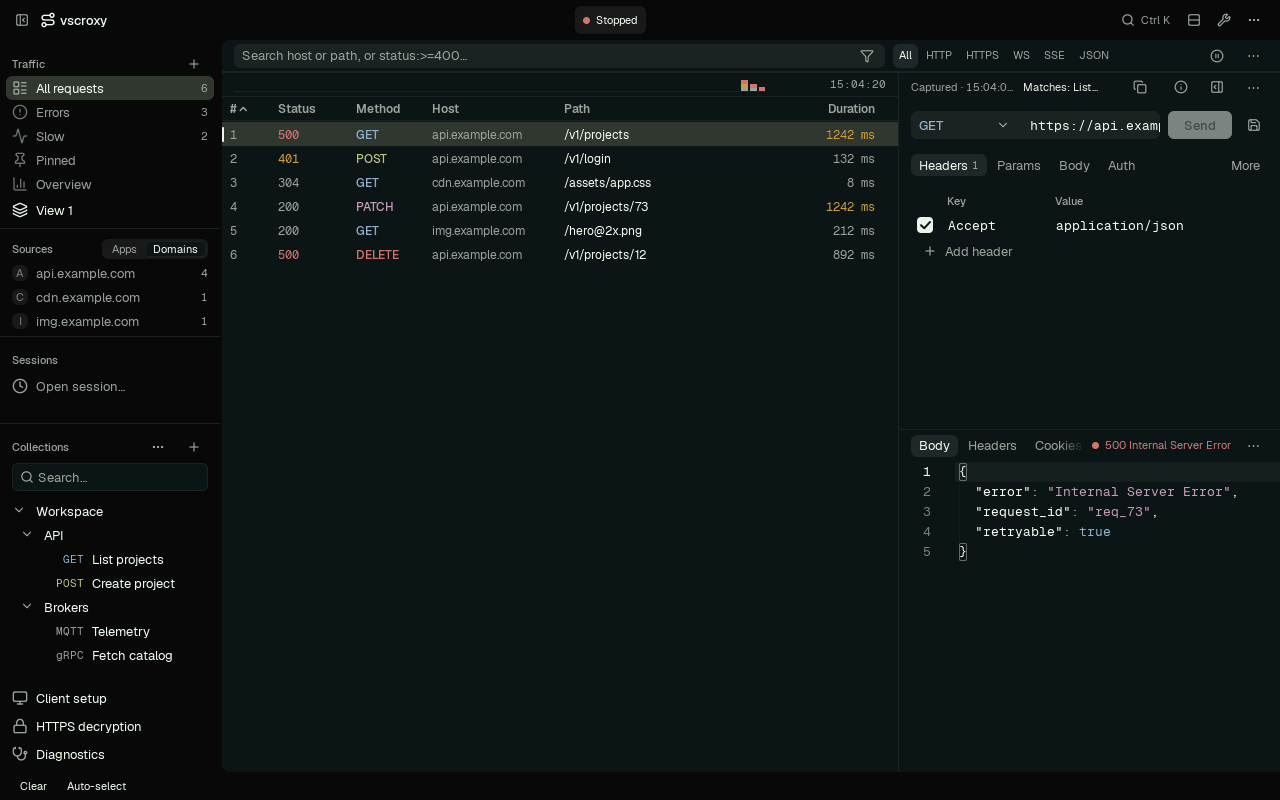 vscroxy
Stopped
Ctrl K
Traffic
All requests 6
Errors 3
Slow 2
Pinned
Overview
View 1
Sources Apps Domains
A api.example.com 4
C cdn.example.com 1
I img.example.com 1
Sessions
Open session…
Collections
Search…
Workspace
API
GET List projects
POST Create project
Brokers
MQTT Telemetry
gRPC Fetch catalog
Client setup
HTTPS decryption
Diagnostics
Clear Auto-select
Search host or path, or status:>=400…
All HTTP HTTPS WS SSE JSON
15:04:20
# Status Method Host Path Duration
1 500 GET api.example.com /v1/projects 1242 ms
2 401 POST api.example.com /v1/login 132 ms
3 304 GET cdn.example.com /assets/app.css 8 ms
4 200 PATCH api.example.com /v1/projects/73 1242 ms
5 200 GET img.example.com /hero@2x.png 212 ms
6 500 DELETE api.example.com /v1/projects/12 892 ms
Captured · 15:04:0… Matches: List…
GET https://api.examp Send
Headers 1 Params Body Auth More
Key Value
Accept application/json
Add header
Body Headers Cookies 500 Internal Server Error
1 {
2 "error": "Internal Server Error",
3 "request_id": "req_73",
4 "retryable": true
5 }